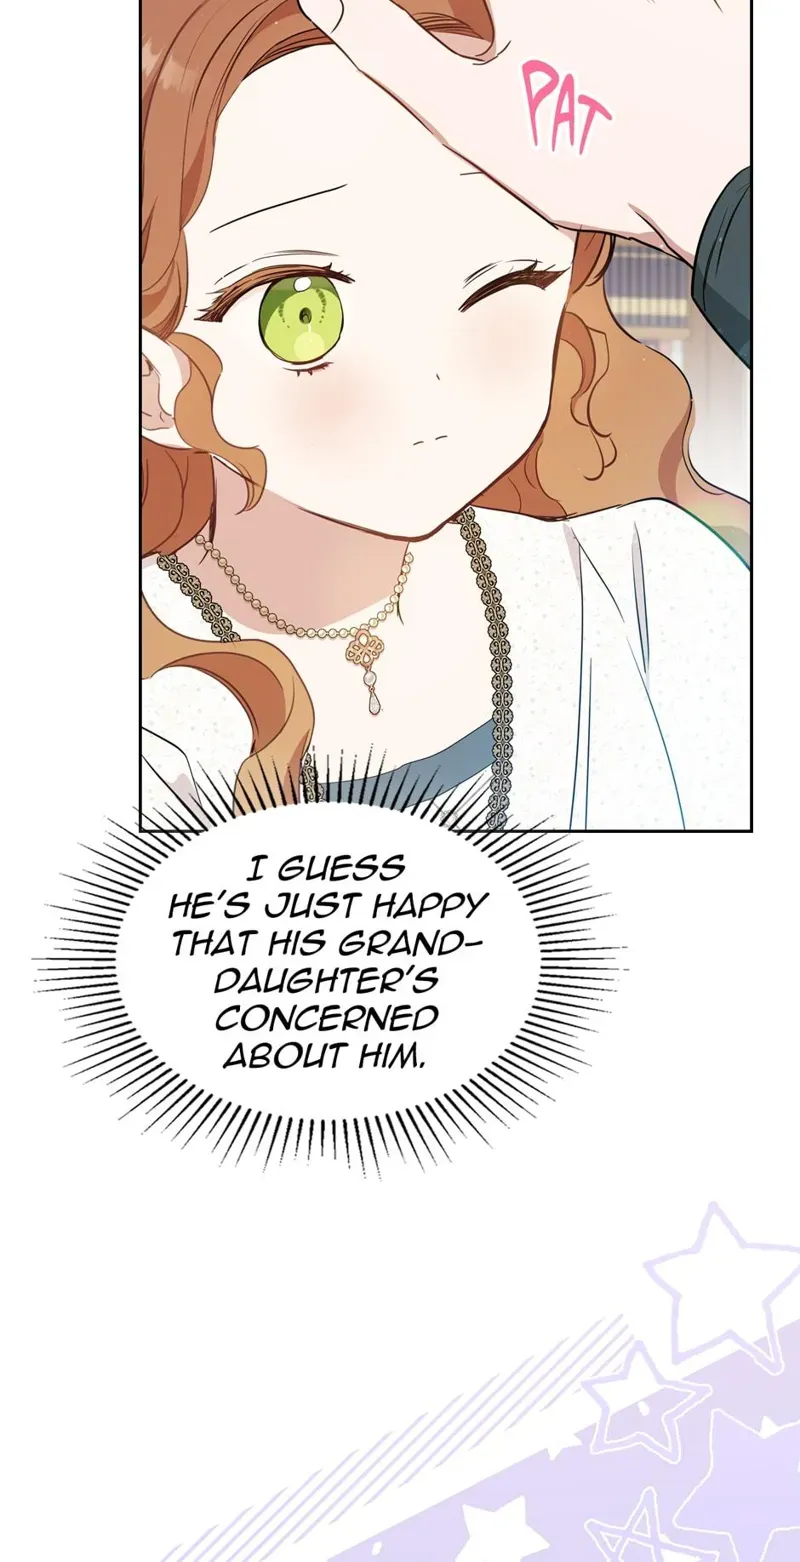 PAT
I GUESS
HE'S JUST HAPPY
THAT HIS GRAND-
DAUGHTER'S
CONCERNED
ABOUT HIM.